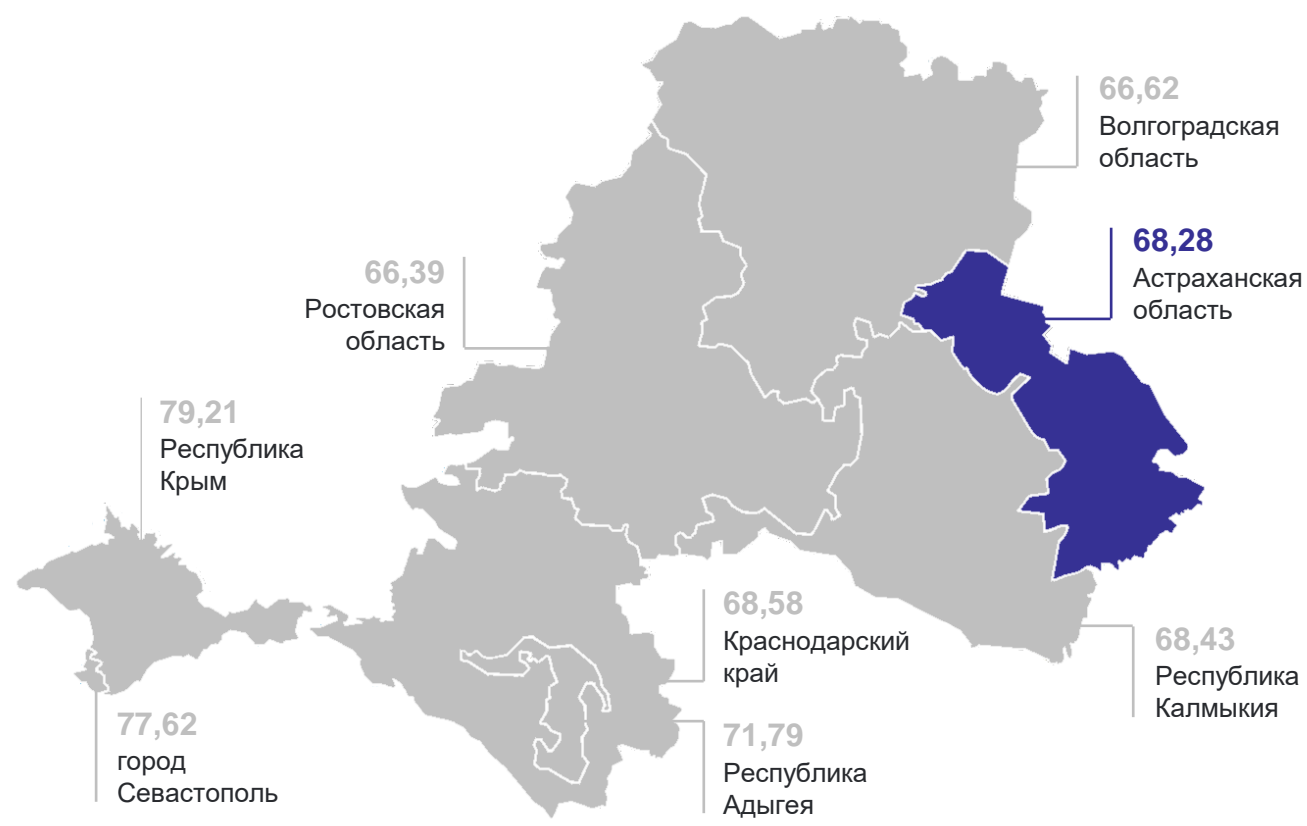 66,62
Волгоградская
область
68,28
Астраханская
область
66,39
Ростовская
область
79,21
Республика
Крым
68,58
Краснодарский
край
68,43
Республика
Калмыкия
77,62
город
Севастополь
71,79
Республика
Адыгея